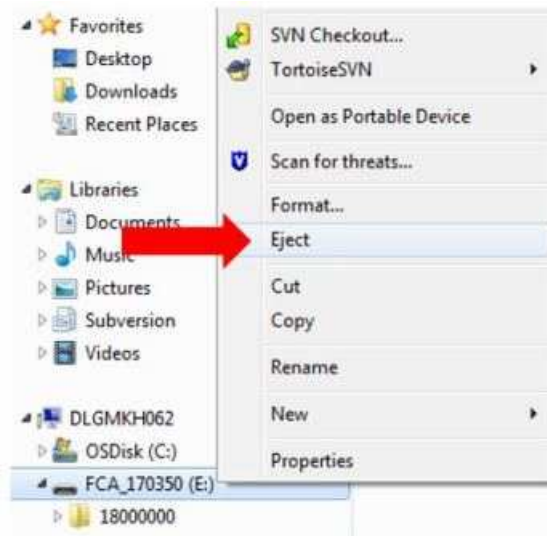 Favorites
Desktop
Downloads
Recent Places
Libraries
Documents
Music
Pictures
Subversion
Videos
DLGMKH062
OSDisk (C:)
FCA_170350 (E:)
18000000
SVN Checkout...
TortoiseSVN
Open as Portable Device
Scan for threats...
Format...
Eject
Cut
Copy
Rename
New
Properties